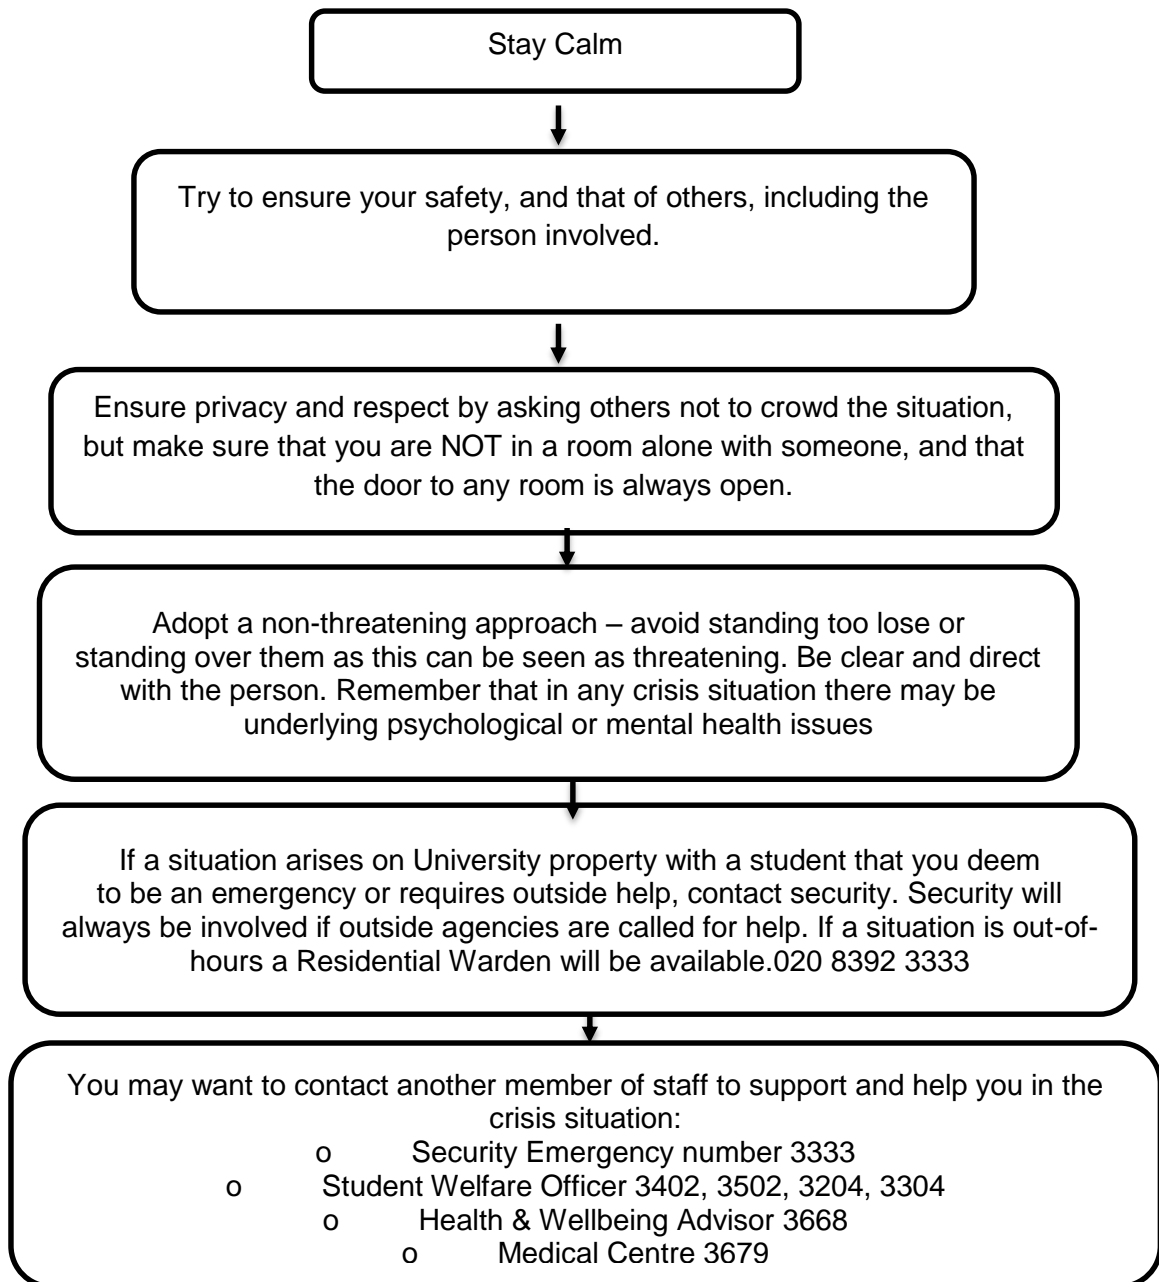 Stay Calm
Try to ensure your safety, and that of others, including the
person involved.
Ensure privacy and respect by asking others not to crowd the situation,
but make sure that you are NOT in a room alone with someone, and that
the door to any room is always open.
Adopt a non-threatening approach – avoid standing too lose or
standing over them as this can be seen as threatening. Be clear and direct
with the person. Remember that in any crisis situation there may be
underlying psychological or mental health issues
If a situation arises on University property with a student that you deem
to be an emergency or requires outside help, contact security. Security will
always be involved if outside agencies are called for help. If a situation is out-of-
hours a Residential Warden will be available.020 8392 3333
You may want to contact another member of staff to support and help you in the
crisis situation:
o Security Emergency number 3333
o Student Welfare Officer 3402, 3502, 3204, 3304
o Health & Wellbeing Advisor 3668
o Medical Centre 3679